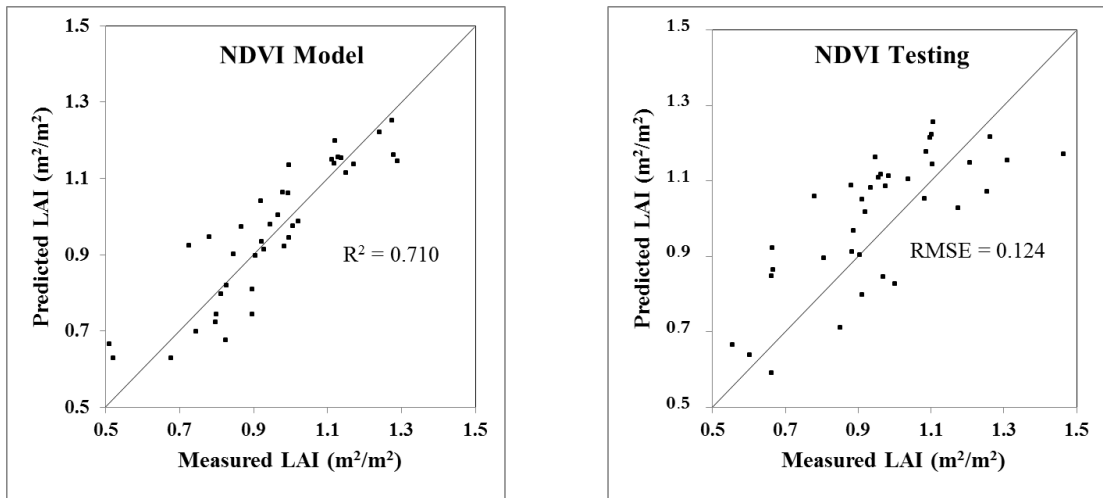 NDVI Model
Predicted LAI (m²/m²)
1.5
1.3
1.1
0.9
0.7
0.5
R² = 0.710
0.5 0.7 0.9 1.1 1.3 1.5
Measured LAI (m²/m²)
NDVI Testing
Predicted LAI (m²/m²)
1.5
1.3
1.1
0.9
0.7
0.5
RMSE = 0.124
0.5 0.7 0.9 1.1 1.3 1.5
Measured LAI (m²/m²)